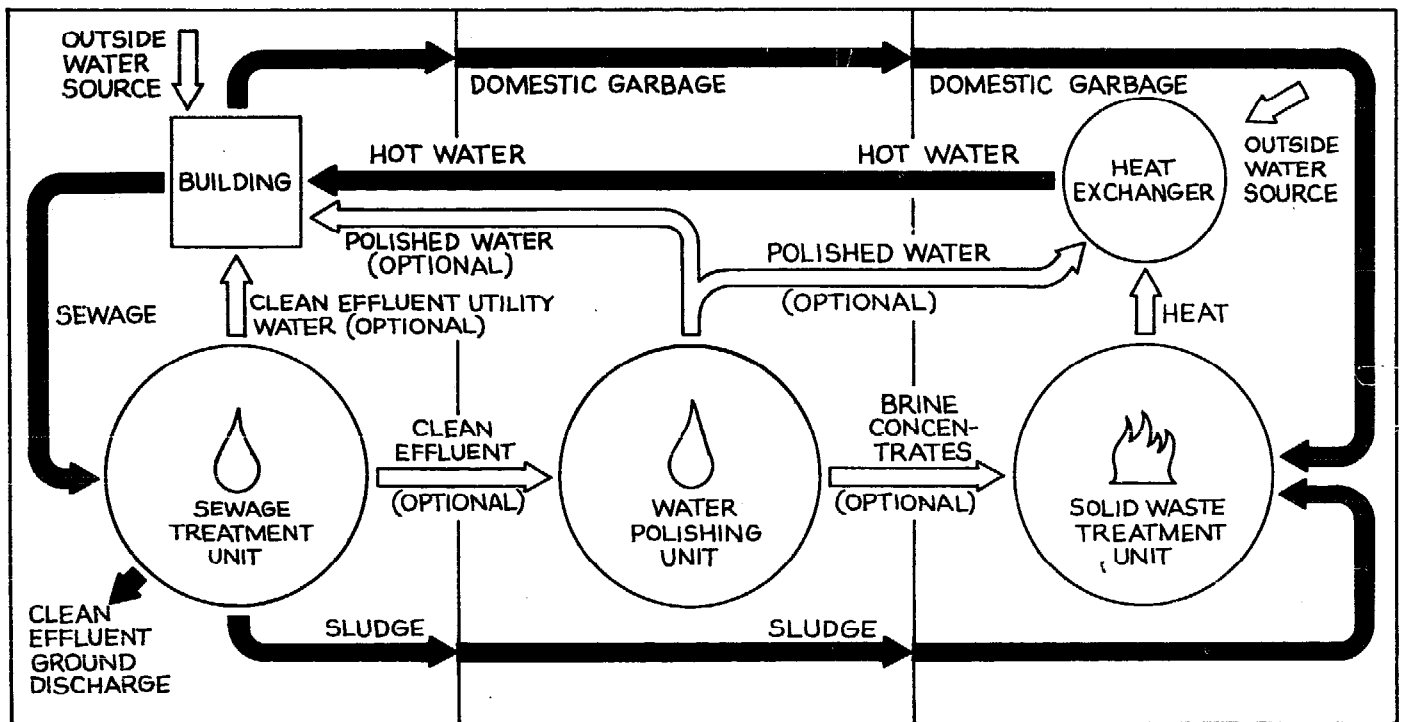 OUTSIDE
WATER
SOURCE
DOMESTIC GARBAGE
DOMESTIC GARBAGE
HOT WATER
HOT WATER
BUILDING
HEAT
EXCHANGER
OUTSIDE
WATER
SOURCE
POLISHED WATER
(OPTIONAL)
POLISHED WATER
(OPTIONAL)
SEWAGE
CLEAN EFFLUENT UTILITY
WATER (OPTIONAL)
HEAT
CLEAN
EFFLUENT
(OPTIONAL)
BRINE
CONCEN-
TRATES
(OPTIONAL)
SEWAGE
TREATMENT
UNIT
WATER
POLISHING
UNIT
SOLID WASTE
TREATMENT
UNIT
CLEAN
EFFLUENT
GROUND
DISCHARGE
SLUDGE
SLUDGE